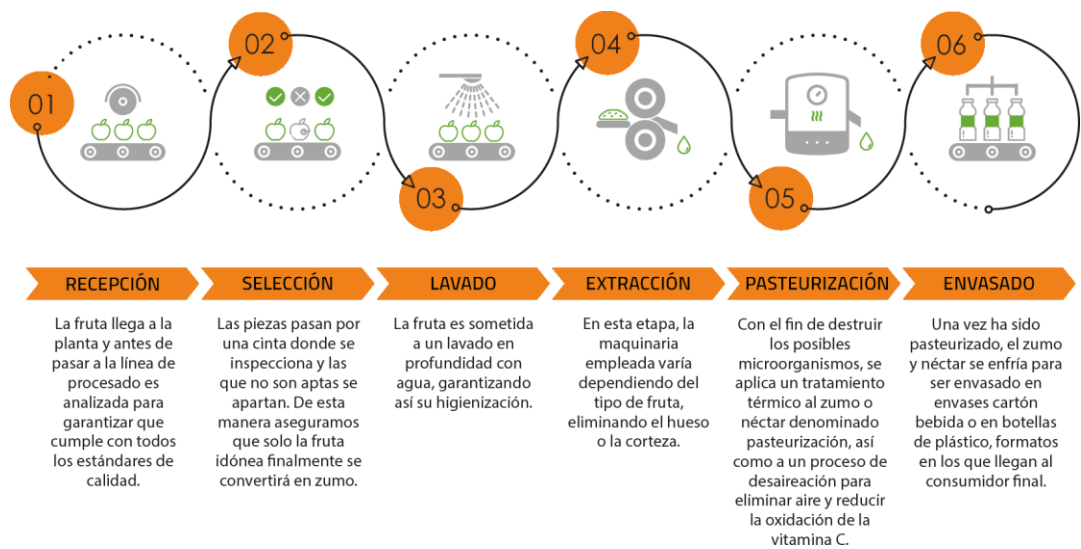 01
02
03
04
05
06
RECEPCIÓN
La fruta llega a la
planta y antes de
pasar a la línea de
procesado es
analizada para
garantizar que
cumple con todos
los estándares de
calidad.
SELECCIÓN
Las piezas pasan por
una cinta donde se
inspecciona y las
que no son aptas se
apartan. De esta
manera aseguramos
que solo la fruta
idónea finalmente se
convertirá en zumo.
LAVADO
La fruta es sometida
a un lavado en
profundidad con
agua, garantizando
así su higienización.
EXTRACCIÓN
En esta etapa, la
maquinaria
empleada varía
dependiendo del
tipo de fruta,
eliminando el hueso
o la corteza.
PASTEURIZACIÓN
Con el fin de destruir
los posibles
microorganismos, se
aplica un tratamiento
térmico al zumo o
néctar denominado
pasteurización, así
como a un proceso de
desaireación para
eliminar aire y reducir
la oxidación de la
vitamina C.
ENVASADO
Una vez ha sido
pasteurizado, el zumo
y néctar se enfría para
ser envasado en
envases cartón
bebida o en botellas
de plástico, formatos
en los que llegan al
consumidor final.